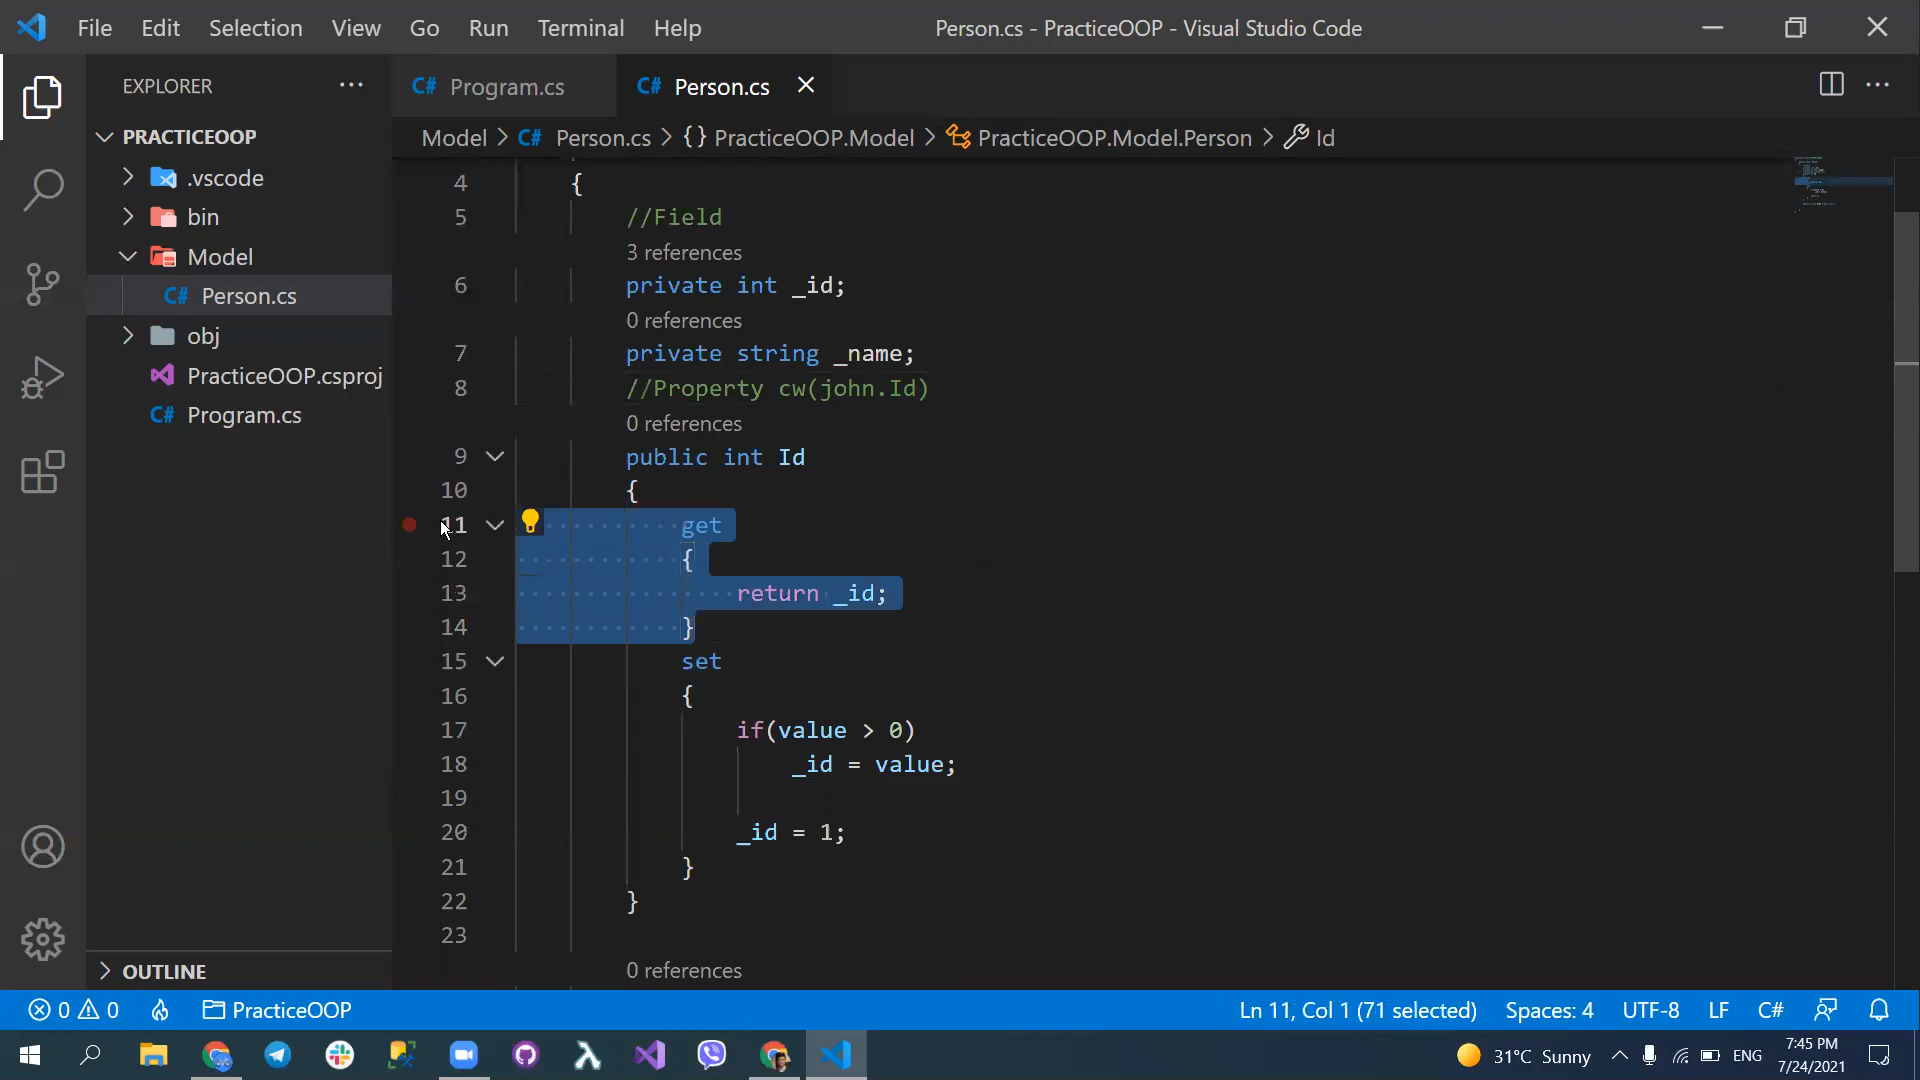 File Edit Selection View Go Run Terminal Help
Person.cs - PracticeOOP - Visual Studio Code
EXPLORER
C# Program.cs
C# Person.cs
PRACTICEOOP
Model > C# Person.cs > {} PracticeOOP.Model > PracticeOOP.Model.Person > Id
.vscode
bin
Model
C# Person.cs
obj
PracticeOOP.csproj
C# Program.cs
OUTLINE
4 {
5 //Field
3 references
6 private int _id;
0 references
7 private string _name;
8 //Property cw(john.Id)
0 references
9 public int Id
10 {
11 get
12 {
13 return _id;
14 }
15 set
16 {
17 if(value > 0)
18 _id = value;
19
20 _id = 1;
21 }
22 }
23
0 references
0 0 PracticeOOP
Ln 11, Col 1 (71 selected) Spaces: 4 UTF-8 LF C#
31°C Sunny ENG
7:45 PM
7/24/2021